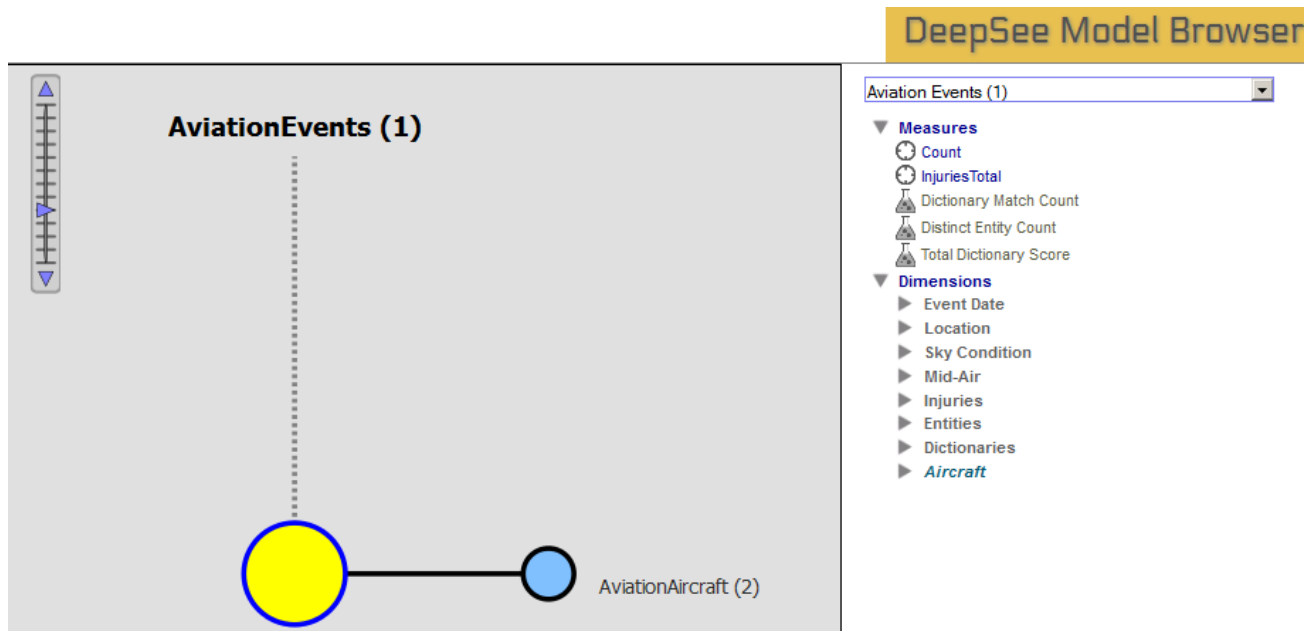 DeepSee Model Browser
AviationEvents (1)
AviationAircraft (2)
Aviation Events (1)
Measures
Count
InjuriesTotal
Dictionary Match Count
Distinct Entity Count
Total Dictionary Score
Dimensions
Event Date
Location
Sky Condition
Mid-Air
Injuries
Entities
Dictionaries
Aircraft